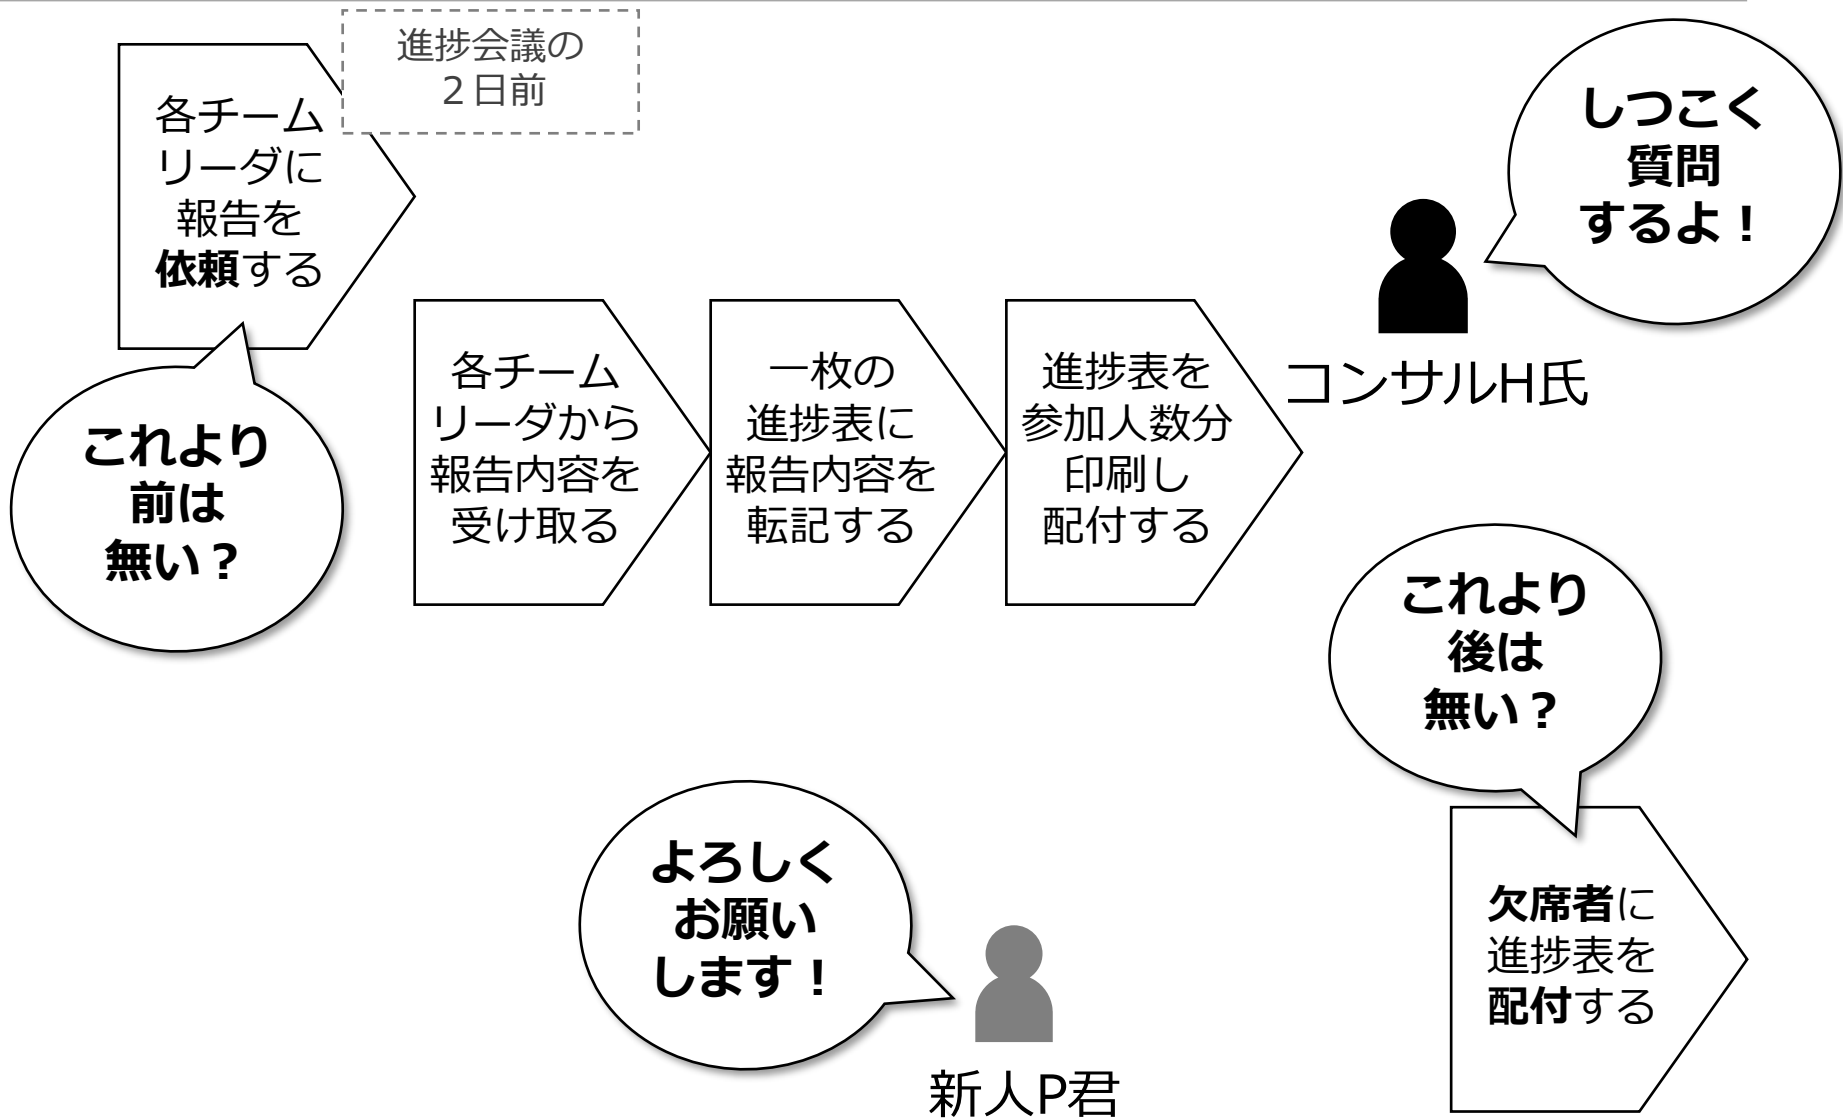 進捗会議の
２日前
各チーム
リーダに
報告を
依頼する
しつこく
質問
するよ！
コンサルH氏
これより
前は
無い？
各チーム
リーダから
報告内容を
受け取る
一枚の
進捗表に
報告内容を
転記する
進捗表を
参加人数分
印刷し
配付する
これより
後は
無い？
よろしく
お願い
します！
新人P君
欠席者に
進捗表を
配付する